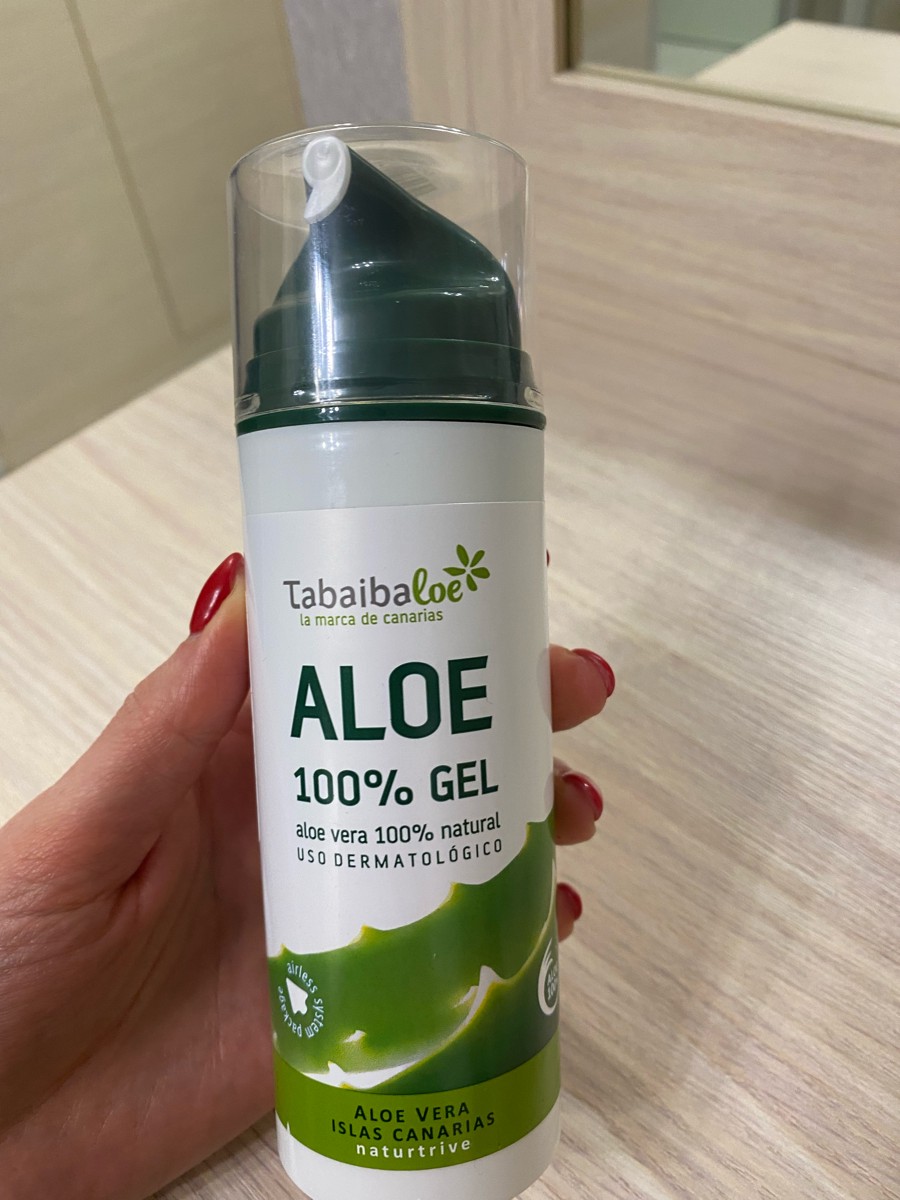 Tabaibaloe
la marca de canarias
ALOE
100% GEL
aloe vera 100% natural
USO DERMATOLÓGICO
airless system package
ALOE VERA
ISLAS CANARIAS
naturtrive